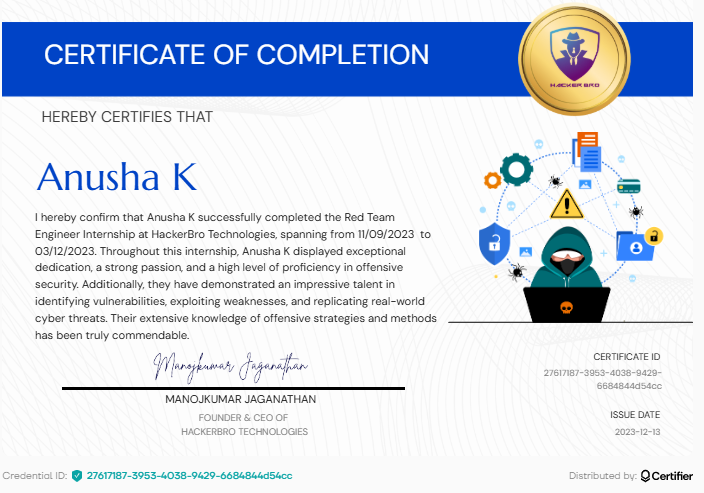 CERTIFICATE OF COMPLETION
HACKER BRO
HEREBY CERTIFIES THAT
Anusha K
I hereby confirm that Anusha K successfully completed the Red Team
Engineer Internship at HackerBro Technologies, spanning from 11/09/2023 to
03/12/2023. Throughout this internship, Anusha K displayed exceptional
dedication, a strong passion, and a high level of proficiency in offensive
security. Additionally, they have demonstrated an impressive talent in
identifying vulnerabilities, exploiting weaknesses, and replicating real-world
cyber threats. Their extensive knowledge of offensive strategies and methods
has been truly commendable.
Manojkumar Jaganathan
MANOJKUMAR JAGANATHAN
FOUNDER & CEO OF
HACKERBRO TECHNOLOGIES
CERTIFICATE ID
27617187-3953-4038-9429-
6684844d54cc
ISSUE DATE
2023-12-13
Credential ID: 27617187-3953-4038-9429-6684844d54cc
Distributed by: Certifier